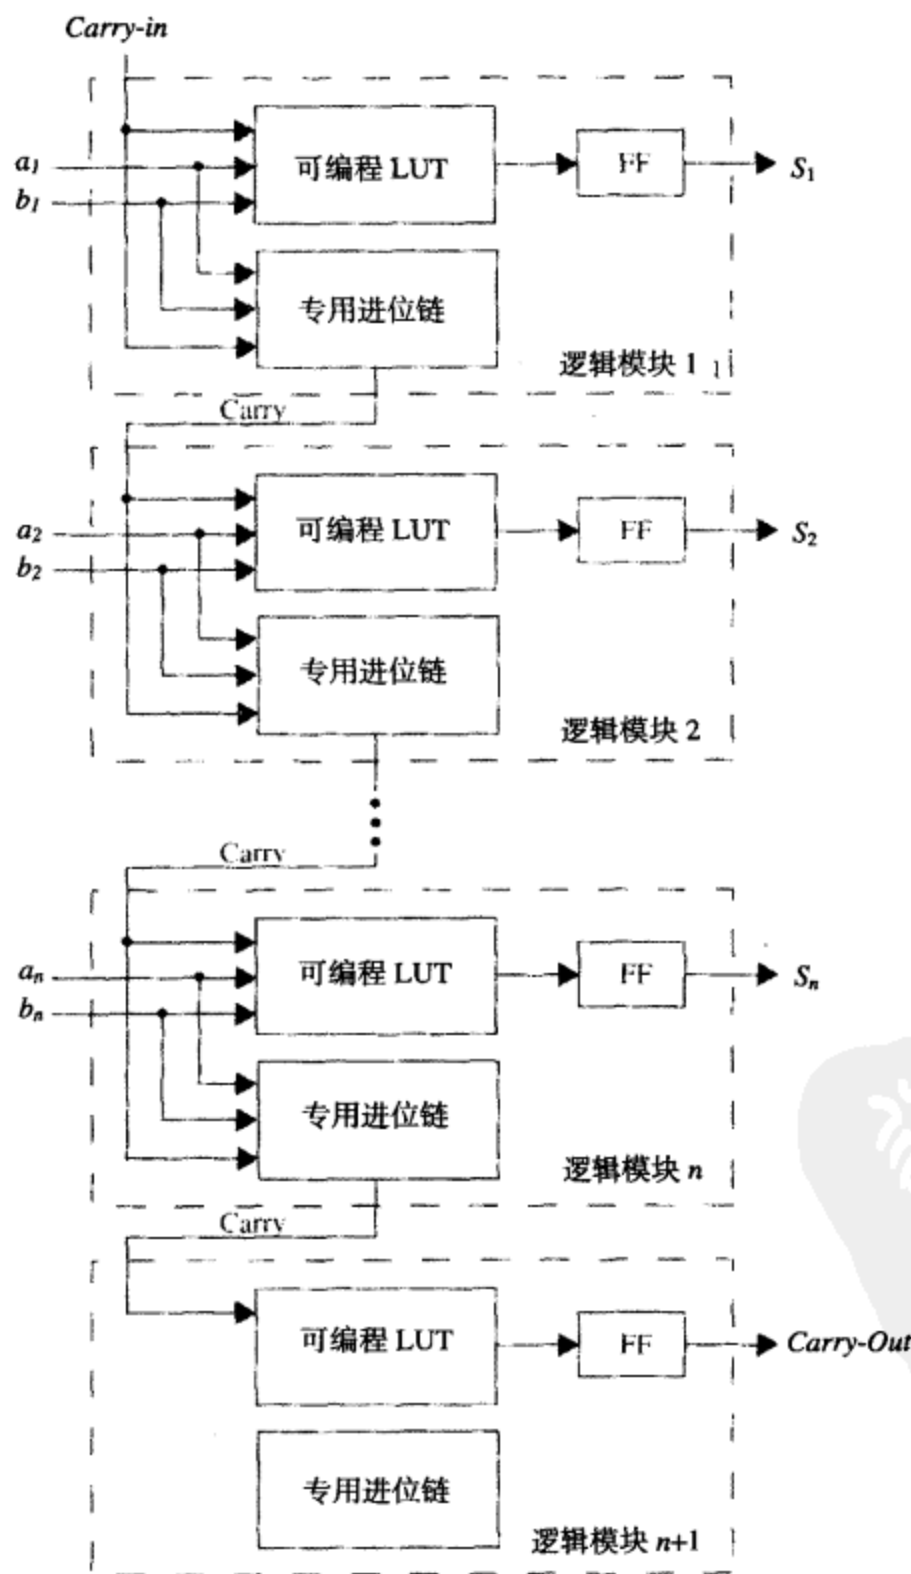 Carry-in
a1
b1
可编程 LUT
FF
S1
专用进位链
逻辑模块 1
Carry
a2
b2
可编程 LUT
FF
S2
专用进位链
逻辑模块 2
Carry
an
bn
可编程 LUT
FF
Sn
专用进位链
逻辑模块 n
Carry
可编程 LUT
FF
Carry-Out
专用进位链
逻辑模块 n+1